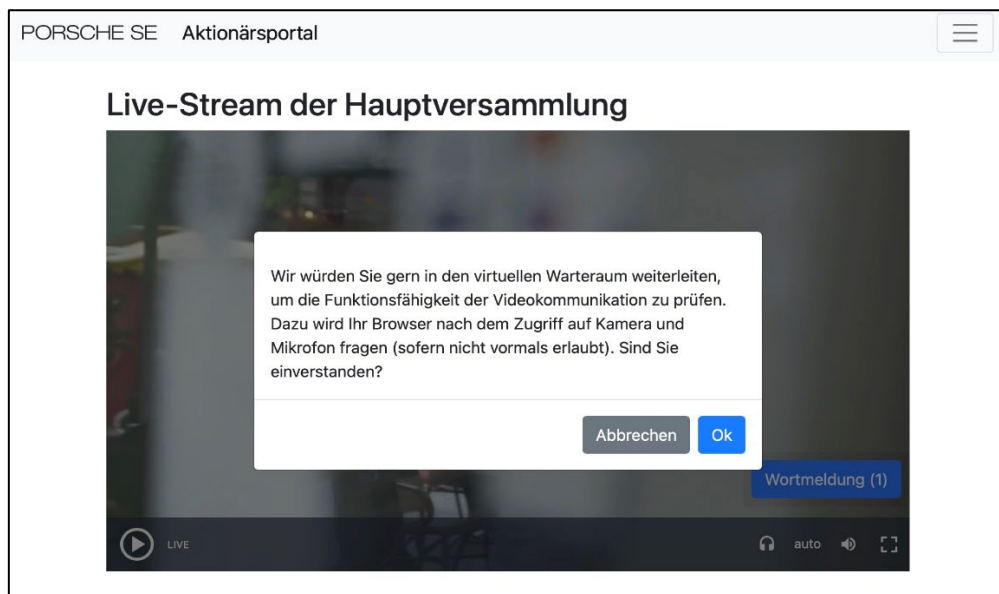 PORSCHE SE Aktionärsportal
Live-Stream der Hauptversammlung
Wir würden Sie gern in den virtuellen Warteraum weiterleiten,
um die Funktionsfähigkeit der Videokommunikation zu prüfen.
Dazu wird Ihr Browser nach dem Zugriff auf Kamera und
Mikrofon fragen (sofern nicht vormals erlaubt). Sind Sie
einverstanden?
Abbrechen Ok
Wortmeldung (1)
LIVE auto